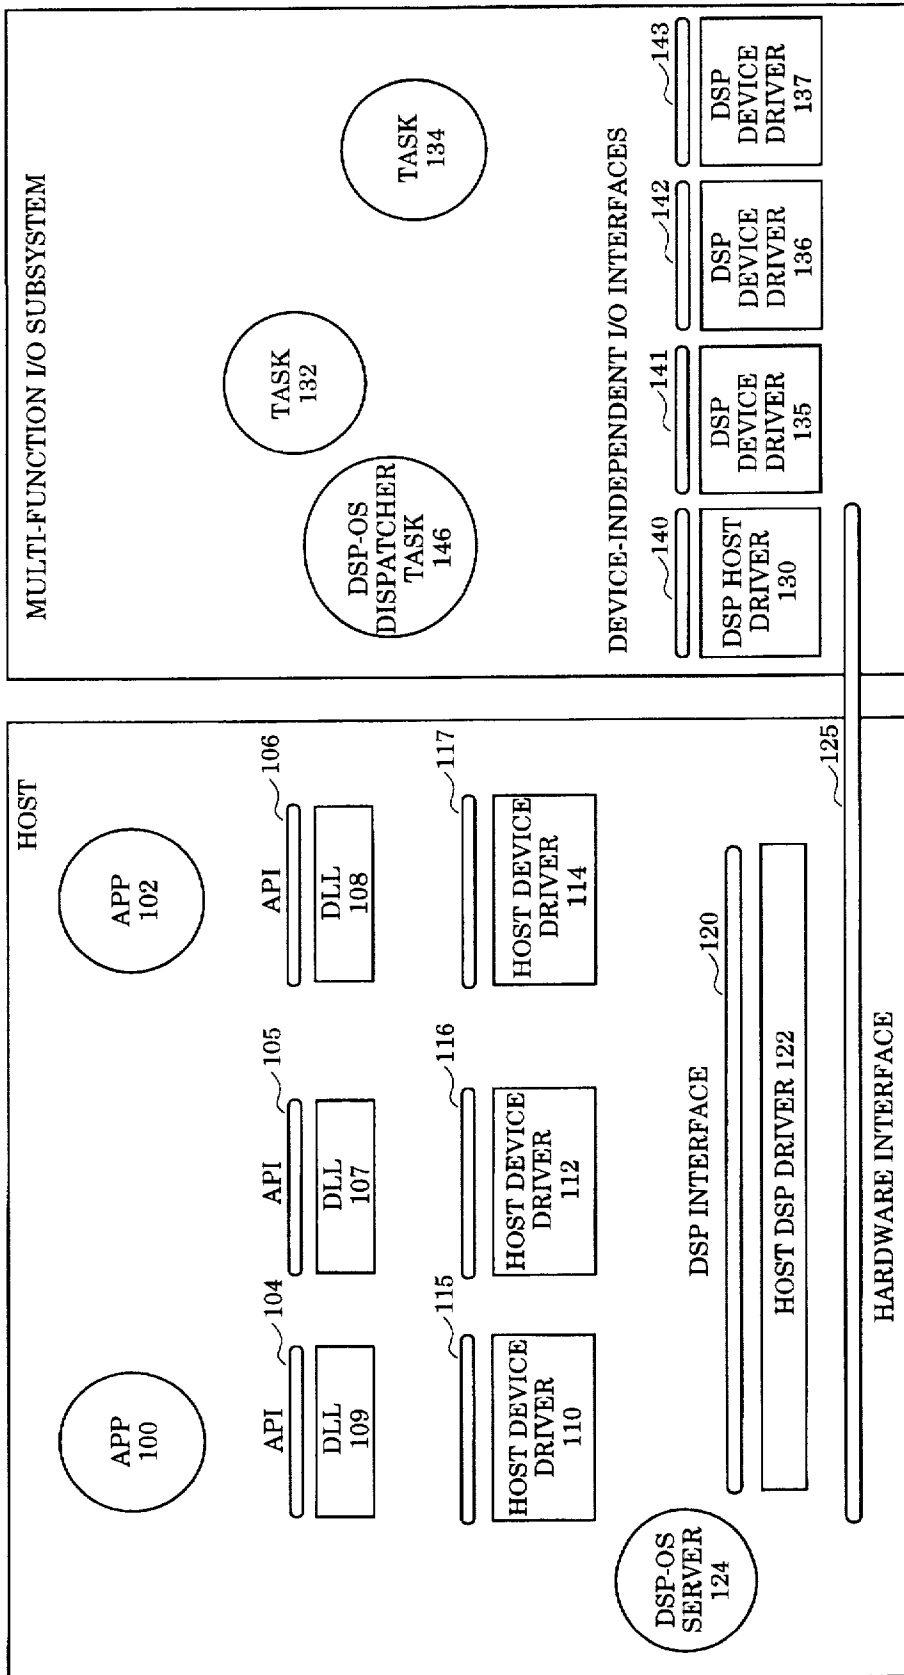 HOST
APP
100
APP
102
104
105
106
API
API
API
DLL
109
DLL
107
DLL
108
115
116
117
HOST DEVICE
DRIVER
110
HOST DEVICE
DRIVER
112
HOST DEVICE
DRIVER
114
DSP-OS
SERVER
124
DSP INTERFACE
120
HOST DSP DRIVER 122
125
HARDWARE INTERFACE
MULTI-FUNCTION I/O SUBSYSTEM
DSP-OS
DISPATCHER
TASK
146
TASK
132
TASK
134
DEVICE-INDEPENDENT I/O INTERFACES
140
141
142
143
DSP HOST
DRIVER
130
DSP
DEVICE
DRIVER
135
DSP
DEVICE
DRIVER
136
DSP
DEVICE
DRIVER
137